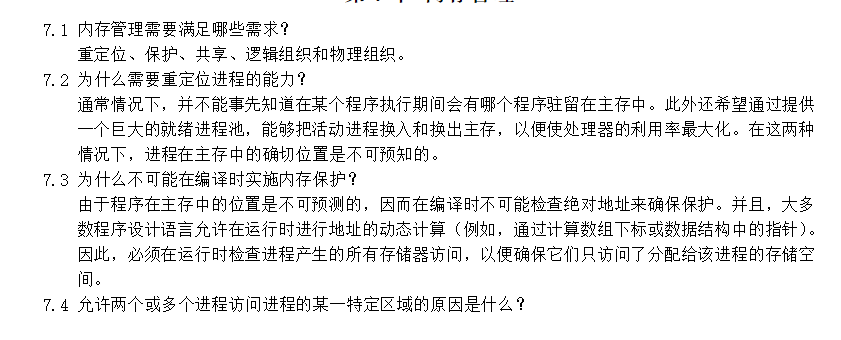 7.1 内存管理需要满足哪些需求？
重定位、保护、共享、逻辑组织和物理组织。
7.2 为什么需要重定位进程的能力？
通常情况下，并不能事先知道在某个程序执行期间会有哪个程序驻留在主存中。此外还希望通过提供
一个巨大的就绪进程池，能够把活动进程换入和换出主存，以便使处理器的利用率最大化。在这两种
情况下，进程在主存中的确切位置是不可预知的。
7.3 为什么不可能在编译时实施内存保护？
由于程序在主存中的位置是不可预测的，因而在编译时不可能检查绝对地址来确保保护。并且，大多
数程序设计语言允许在运行时进行地址的动态计算（例如，通过计算数组下标或数据结构中的指针）。
因此，必须在运行时检查进程产生的所有存储器访问，以便确保它们只访问了分配给该进程的存储空
间。
7.4 允许两个或多个进程访问进程的某一特定区域的原因是什么？